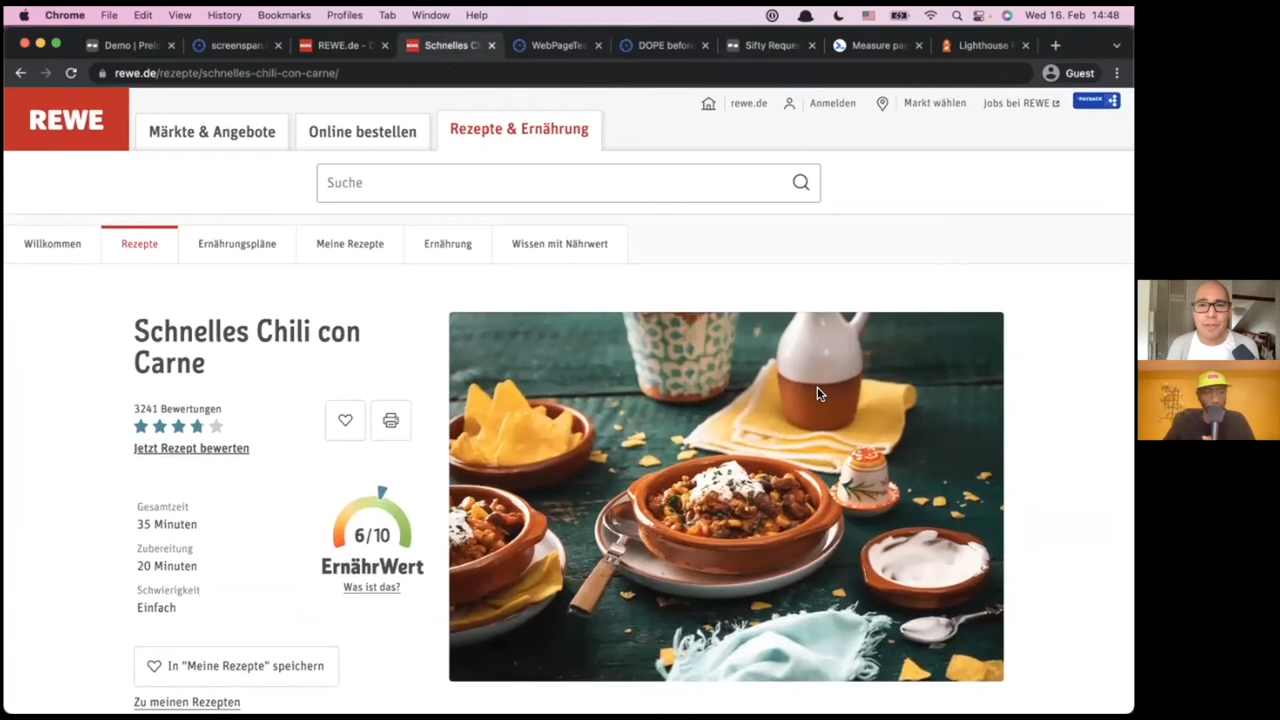 Chrome File Edit View History Bookmarks Profiles Tab Window Help Wed 16. Feb 14:48
Demo | Prel screenspan. REWE.de - D Schnelles C WebPageTes DOPE before Sifty Reque Measure pa Lighthouse
rewe.de/rezepte/schnelles-chili-con-carne/ Guest
REWE
rewe.de Anmelden Markt wählen Jobs bei REWE PAYBACK
Märkte & Angebote Online bestellen Rezepte & Ernährung
Suche
Willkommen Rezepte Ernährungspläne Meine Rezepte Ernährung Wissen mit Nährwert
Schnelles Chili con
Carne
3241 Bewertungen
Jetzt Rezept bewerten
Gesamtzeit
35 Minuten
Zubereitung
20 Minuten
Schwierigkeit
Einfach
6/10
ErnährWert
Was ist das?
In "Meine Rezepte" speichern
Zu meinen Rezepten